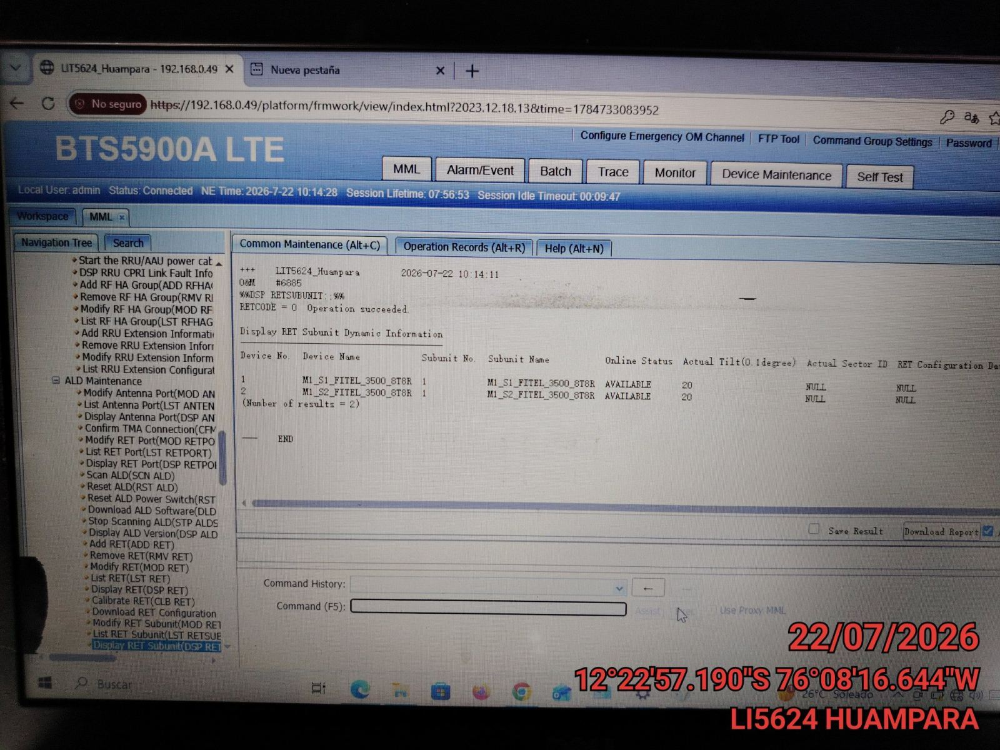 LIT5624_Huampara - 192.168.0.49
Nueva pestaña
No seguro https://192.168.0.49/platform/frmwork/view/index.html?2023.12.18.13&time=1784733083952
BTS5900A LTE
Configure Emergency OM Channel FTP Tool Command Group Settings Password
MML Alarm/Event Batch Trace Monitor Device Maintenance Self Test
Local User: admin Status: Connected NE Time: 2026-7-22 10:14:28 Session Lifetime: 07:56:53 Session Idle Timeout: 00:09:47
Workspace MML
Navigation Tree Search
Start the RRU/AAU power cat
DSP RRU CPRI Link Fault Info
Add RF HA Group(ADD RFHA
Remove RF HA Group(RMV RI
Modify RF HA Group(MOD RF
List RF HA Group(LST RFHAG
Add RRU Extension Informati
Remove RRU Extension Infor
Modify RRU Extension Inform
List RRU Extension Configurat
ALD Maintenance
Modify Antenna Port(MOD AN
List Antenna Port(LST ANTEN
Display Antenna Port(DSP AN
Confirm TMA Connection(CFM
Modify RET Port(MOD RETPO
List RET Port(LST RETPORT)
Display RET Port(DSP RETPO
Scan ALD(SCN ALD)
Reset ALD(RST ALD)
Reset ALD Power Switch(RST
Download ALD Software(DLD
Stop Scanning ALD(STP ALDS
Display ALD Version(DSP ALD
Add RET(ADD RET)
Remove RET(RMV RET)
Modify RET(MOD RET)
List RET(LST RET)
Display RET(DSP RET)
Calibrate RET(CLB RET)
Download RET Configuration
Modify RET Subunit(MOD RET
List RET Subunit(LST RETSUE
Display RET Subunit(DSP RET
Common Maintenance (Alt+C) Operation Records (Alt+R) Help (Alt+N)
+++ LIT5624_Huampara 2026-07-22 10:14:11
O&M #6885
%%DSP RETSUBUNIT:;%%
RETCODE = 0 Operation succeeded.
Display RET Subunit Dynamic Information
Device No. Device Name Subunit No. Subunit Name Online Status Actual Tilt(0.1degree) Actual Sector ID RET Configuration Da
1 M1_S1_FITEL_3500_8T8R 1 M1_S1_FITEL_3500_8T8R AVAILABLE 20 NULL NULL
2 M1_S2_FITEL_3500_8T8R 1 M1_S2_FITEL_3500_8T8R AVAILABLE 20 NULL NULL
(Number of results = 2)
--- END
Save Result Download Report
Command History:
Command (F5): Assist Use Proxy MML
Buscar
26°C Soleado
22/07/2026
12°22'57.190"S 76°08'16.644"W
LI5624 HUAMPARA